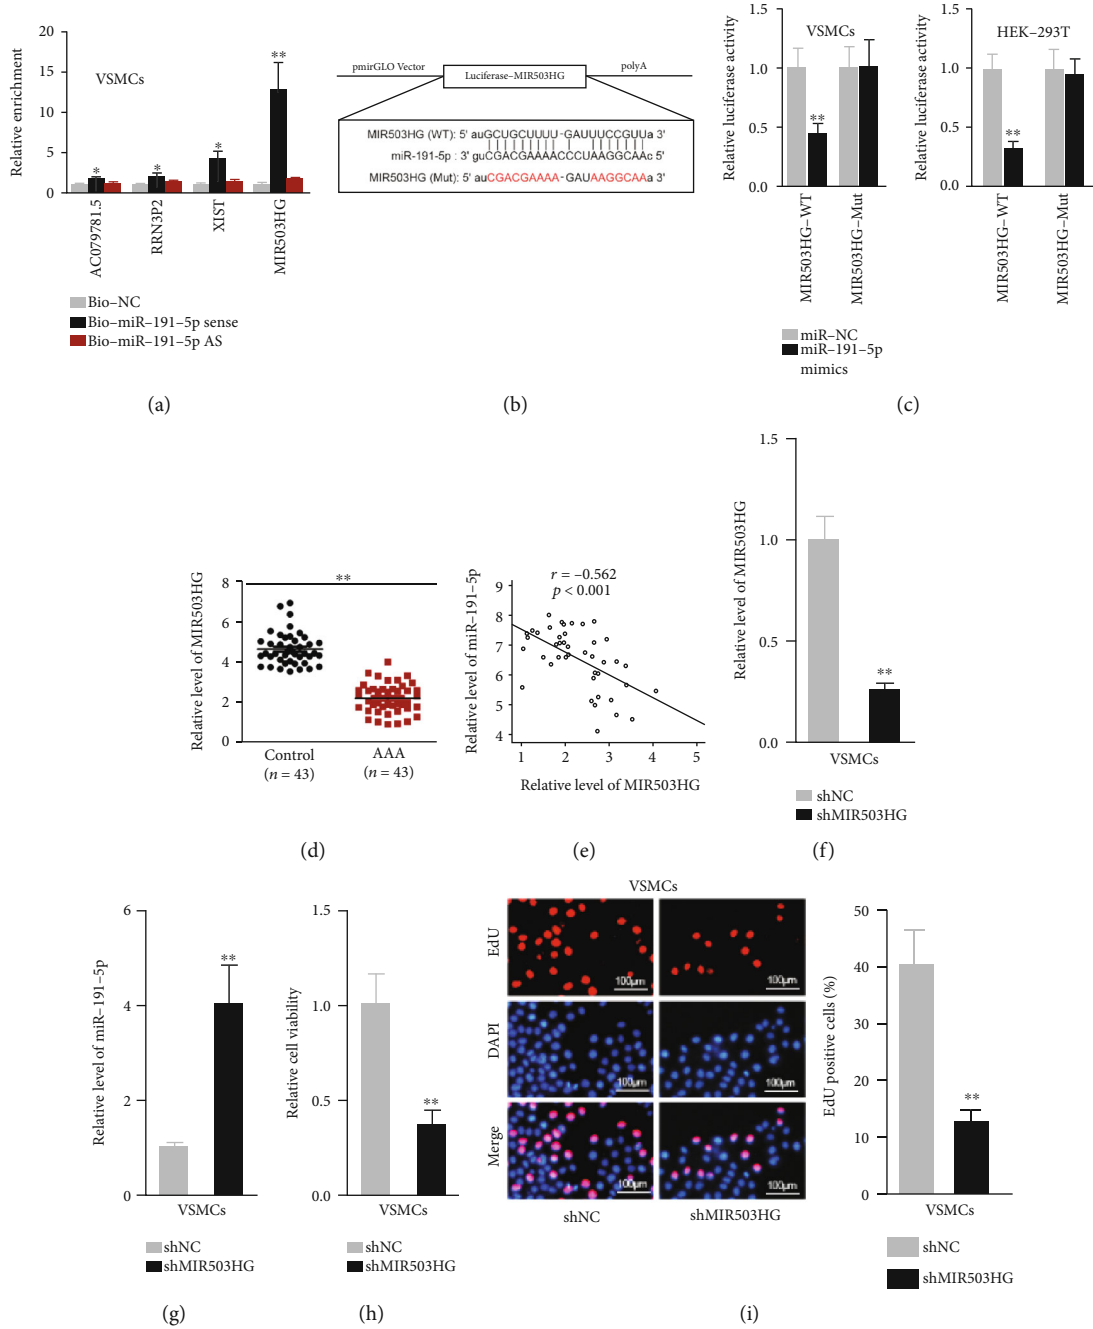 Relative enrichment
20
15
10
5
0
VSMCs
*
*
*
**
AC079781.5
RRN3P2
XIST
MIR503HG
Bio–NC
Bio–miR–191–5p sense
Bio–miR–191–5p AS
(a)
pmirGLO Vector
Luciferase–MIR503HG
polyA
MIR503HG (WT): 5' auGCUGCUUUU-GAUUUCCGUUa 3'
miR-191-5p : 3' guCGACGAAAACCCUAAGGCAAc 5'
MIR503HG (Mut): 5' auCGACGAAAA-GAUAAGGCAAa 3'
(b)
Relative luciferase activity
1.5
1.0
0.5
0.0
VSMCs
**
MIR503HG–WT
MIR503HG–Mut
Relative luciferase activity
1.5
1.0
0.5
0.0
HEK–293T
**
MIR503HG–WT
MIR503HG–Mut
miR–NC
miR–191–5p
mimics
(c)
Relative level of MIR503HG
8
6
4
2
0
**
Control
(n = 43)
AAA
(n = 43)
(d)
Relative level of miR–191–5p
9
8
7
6
5
4
r = –0.562
p < 0.001
1 2 3 4 5
Relative level of MIR503HG
(e)
Relative level of MIR503HG
1.5
1.0
0.5
0.0
**
VSMCs
shNC
shMIR503HG
(f)
Relative level of miR–191–5p
6
4
2
0
**
VSMCs
shNC
shMIR503HG
(g)
Relative cell viability
1.5
1.0
0.5
0.0
**
VSMCs
shNC
shMIR503HG
(h)
VSMCs
EdU
100μm
100μm
DAPI
100μm
100μm
Merge
100μm
100μm
shNC
shMIR503HG
EdU positive cells (%)
50
40
30
20
10
0
**
VSMCs
shNC
shMIR503HG
(i)